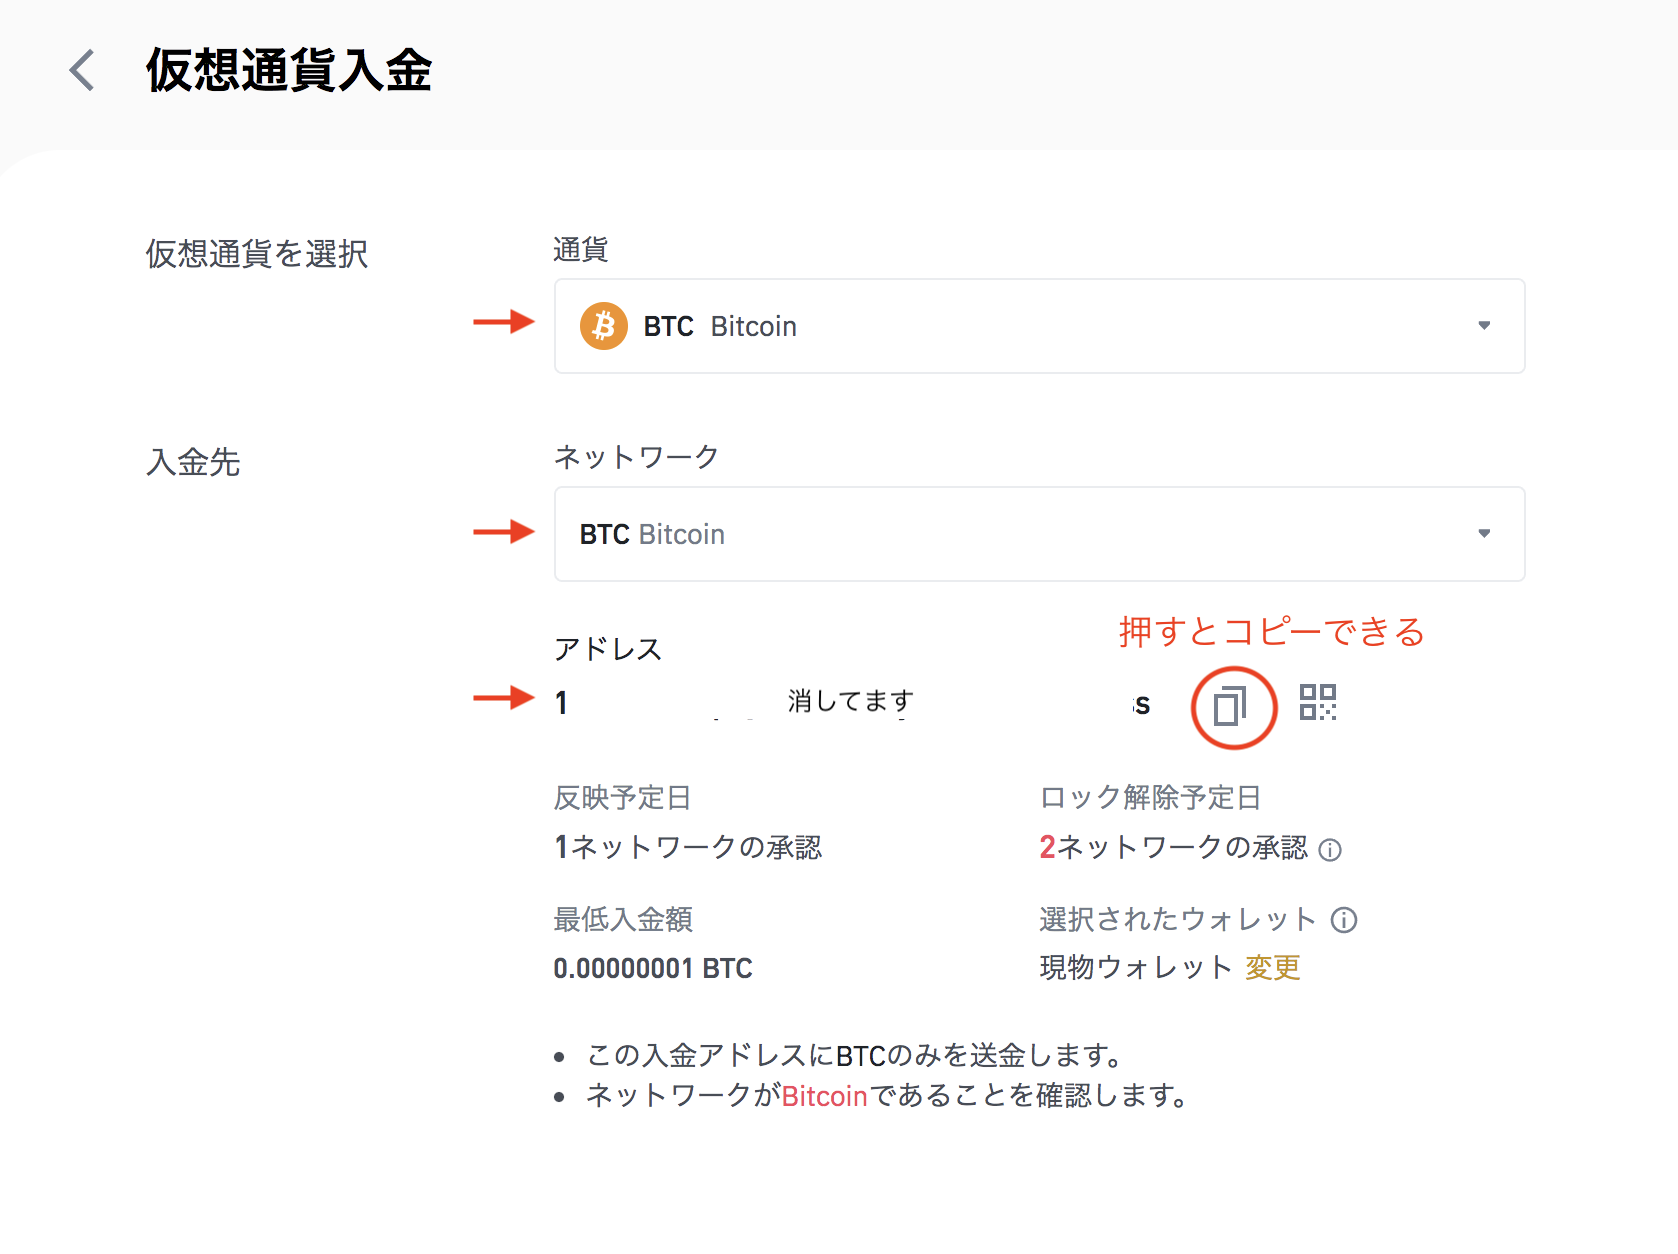 仮想通貨入金
仮想通貨を選択
通貨
BTC Bitcoin
入金先
ネットワーク
BTC Bitcoin
押すとコピーできる
アドレス
1 消してます s
反映予定日
ロック解除予定日
1ネットワークの承認
2ネットワークの承認
最低入金額
選択されたウォレット
0.00000001 BTC
現物ウォレット 変更
• この入金アドレスにBTCのみを送金します。
• ネットワークがBitcoinであることを確認します。